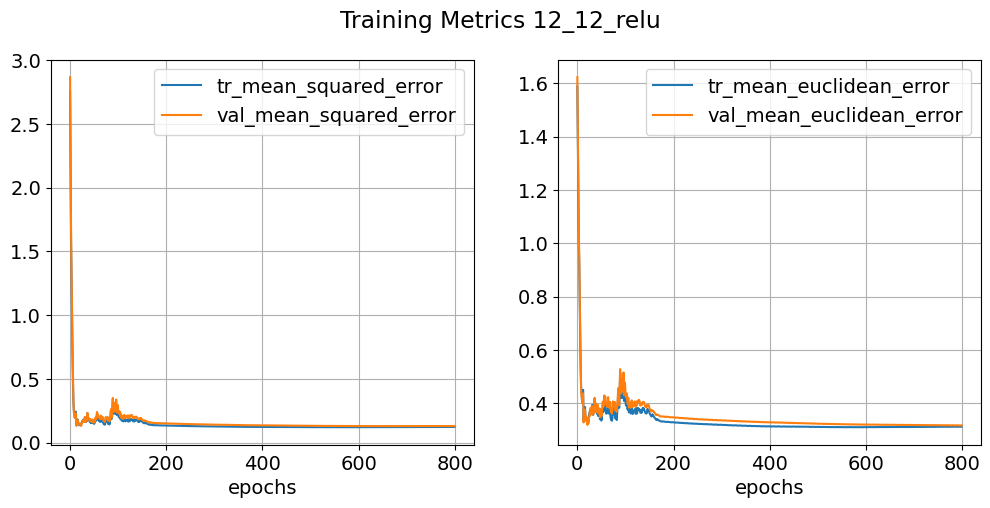 Training Metrics 12_12_relu
3.0
2.5
2.0
1.5
1.0
0.5
0.0
tr_mean_squared_error
val_mean_squared_error
0 200 400 600 800
epochs
1.6
1.4
1.2
1.0
0.8
0.6
0.4
tr_mean_euclidean_error
val_mean_euclidean_error
0 200 400 600 800
epochs